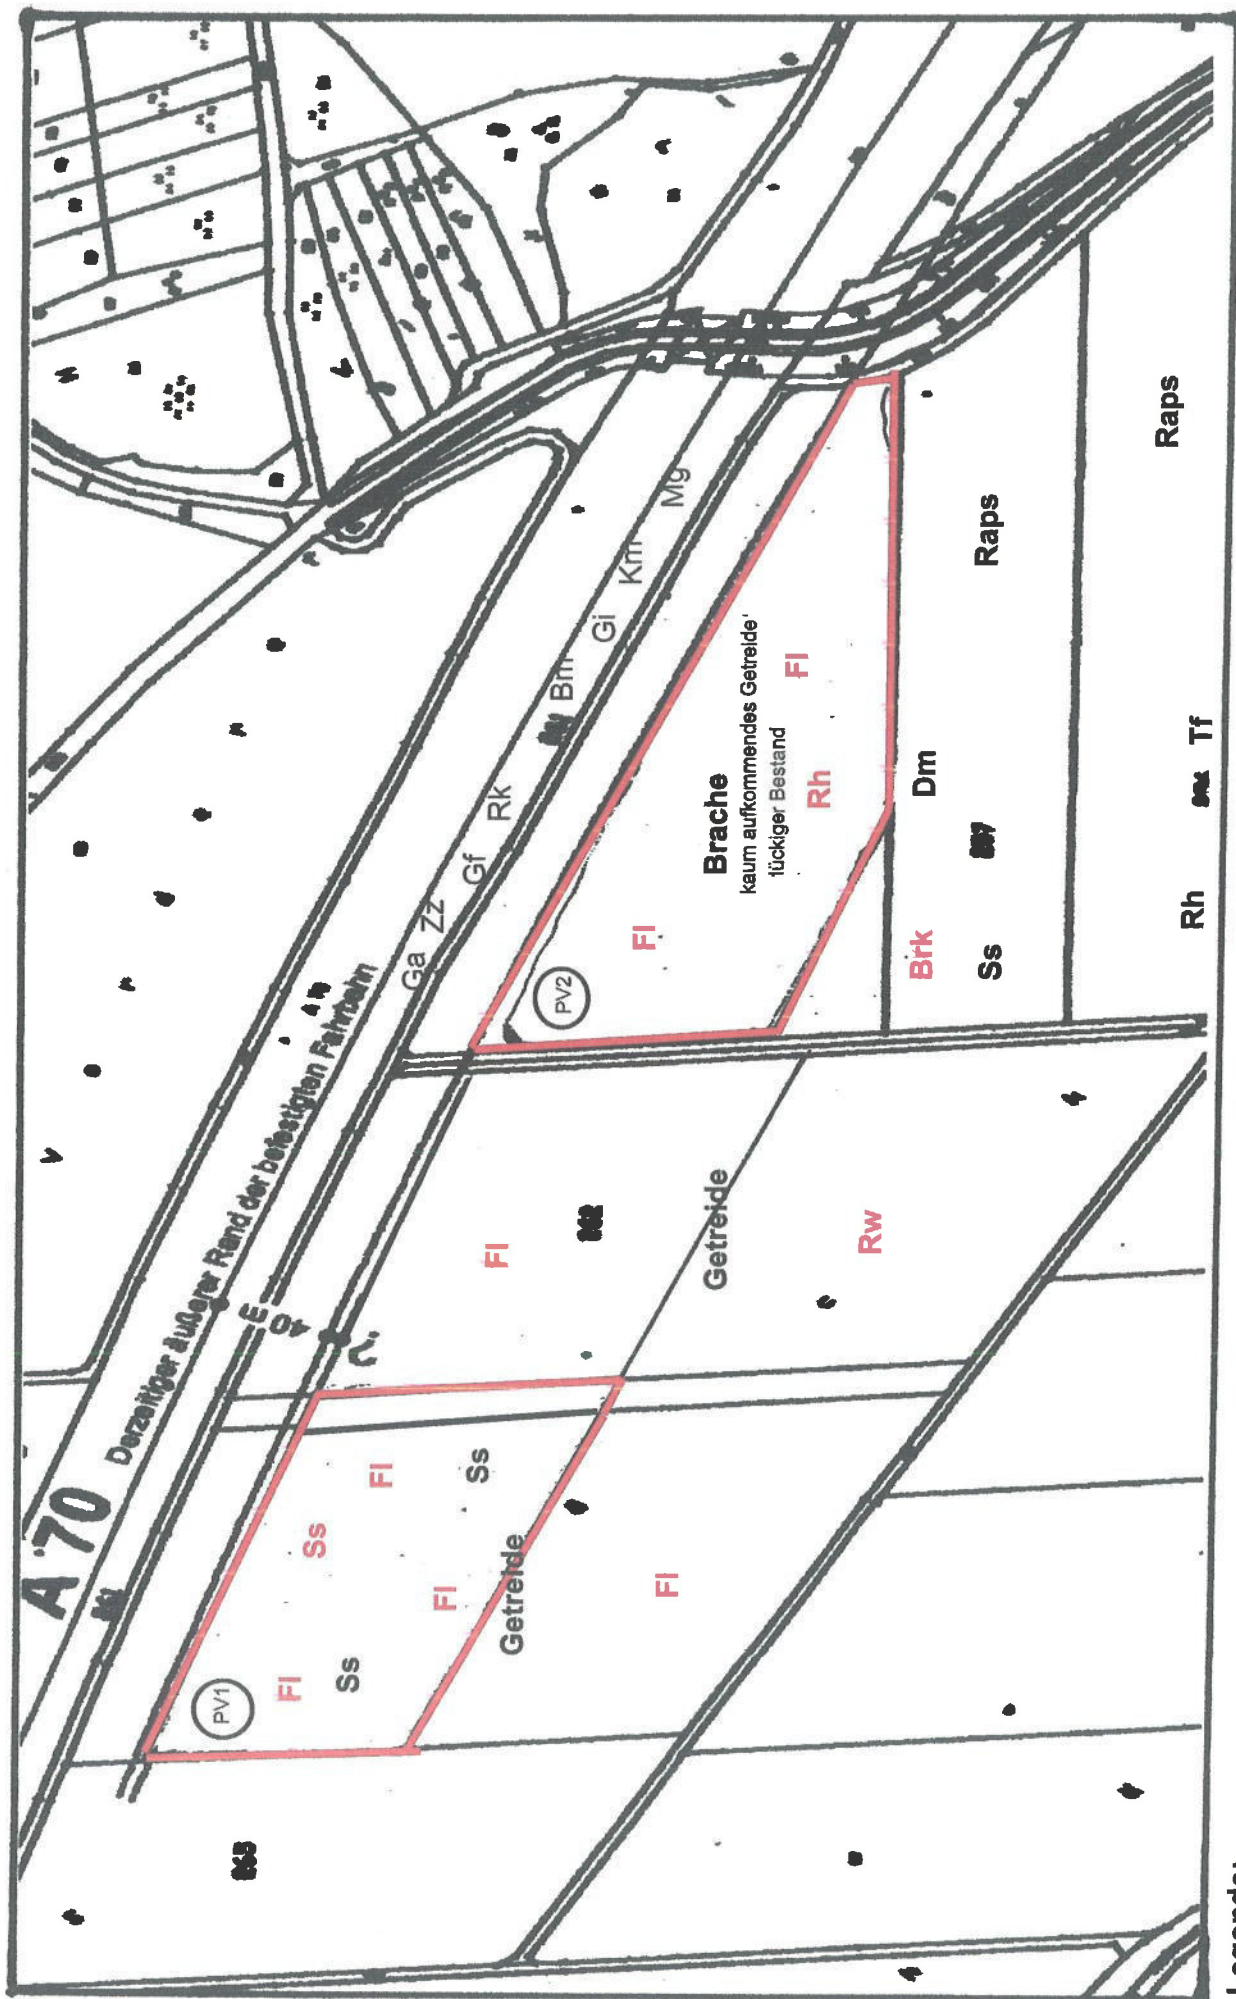 A 70
Derzeitiger äußerer Rand der befestigten Fahrbahn
Ga
Zz
Gf
Rk
Bm
Gi
Km
Mg
PV1
Fl
Ss
Ss
Fl
Fl
Ss
Getreide
Fl
Fl
862
Getreide
Rw
PV2
Fl
Brache
kaum aufkommendes Getreide'
lückiger Bestand
Rh
Fl
Brk
Ss
Dm
Raps
Raps
Rh
Tf
865
Legende: